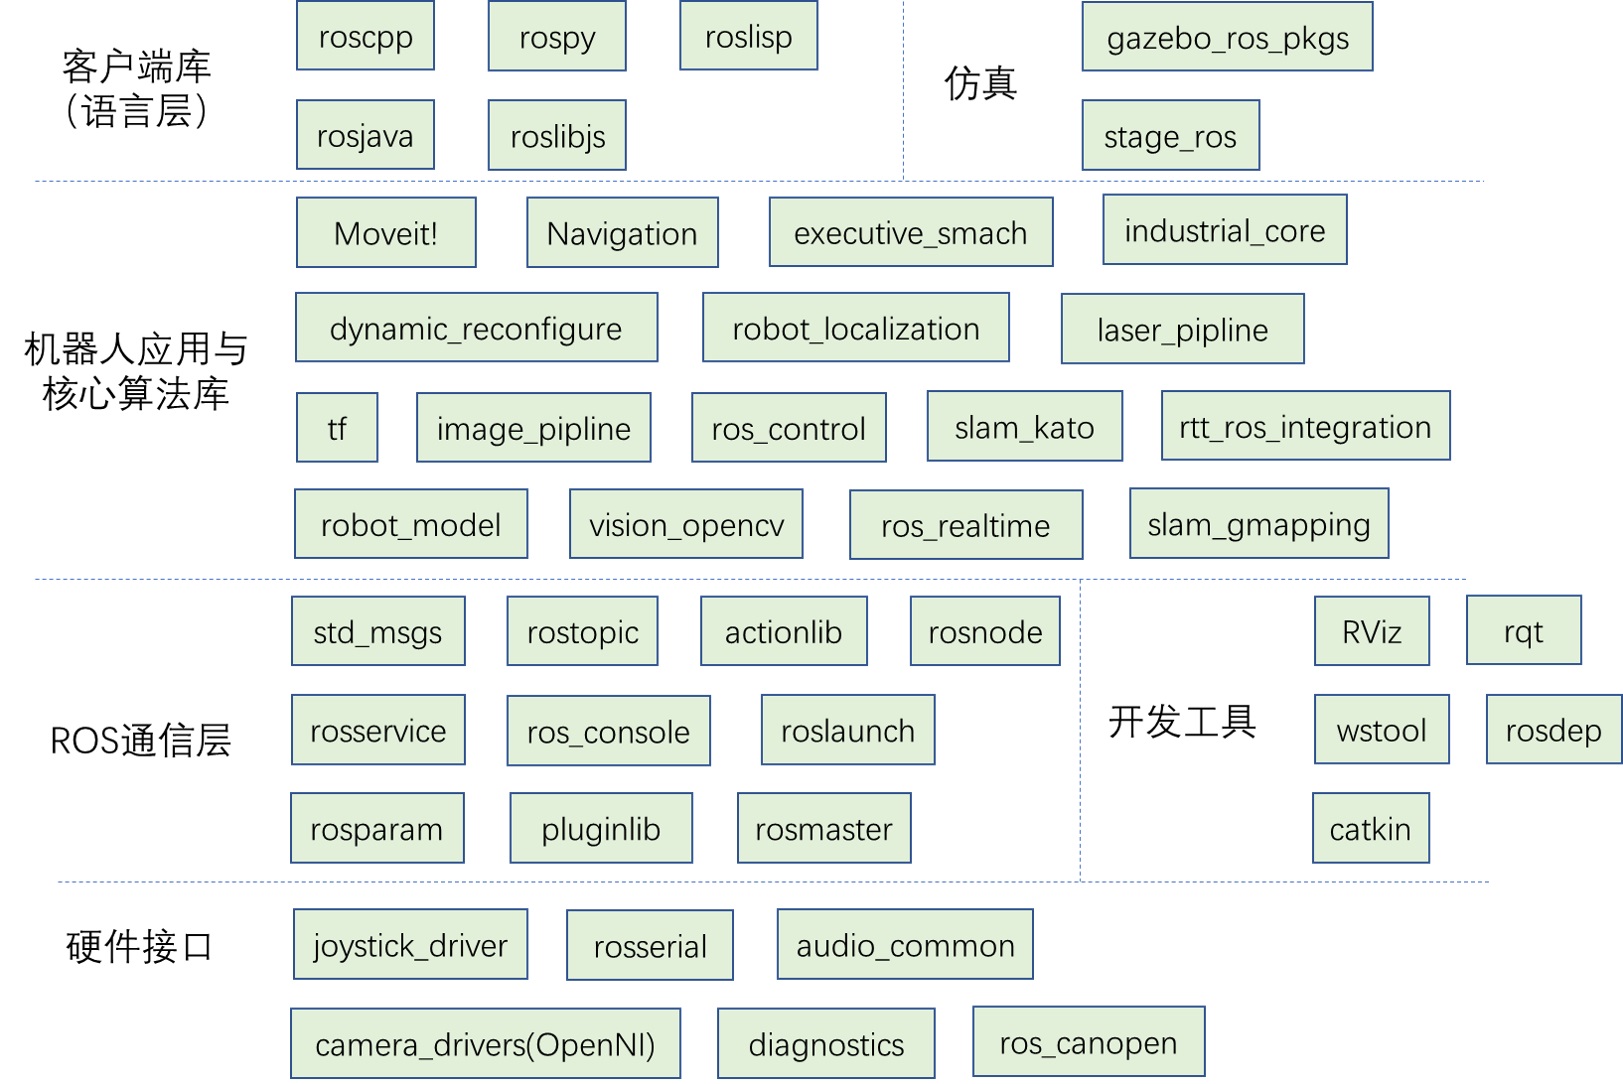 客户端库
（语言层）
roscpp
rospy
roslisp
rosjava
roslibjs
仿真
gazebo_ros_pkgs
stage_ros
机器人应用与
核心算法库
Moveit!
Navigation
executive_smach
industrial_core
dynamic_reconfigure
robot_localization
laser_pipline
tf
image_pipline
ros_control
slam_kato
rtt_ros_integration
robot_model
vision_opencv
ros_realtime
slam_gmapping
ROS通信层
std_msgs
rostopic
actionlib
rosnode
rosservice
ros_console
roslaunch
rosparam
pluginlib
rosmaster
开发工具
RViz
rqt
wstool
rosdep
catkin
硬件接口
joystick_driver
rosserial
audio_common
camera_drivers(OpenNI)
diagnostics
ros_canopen